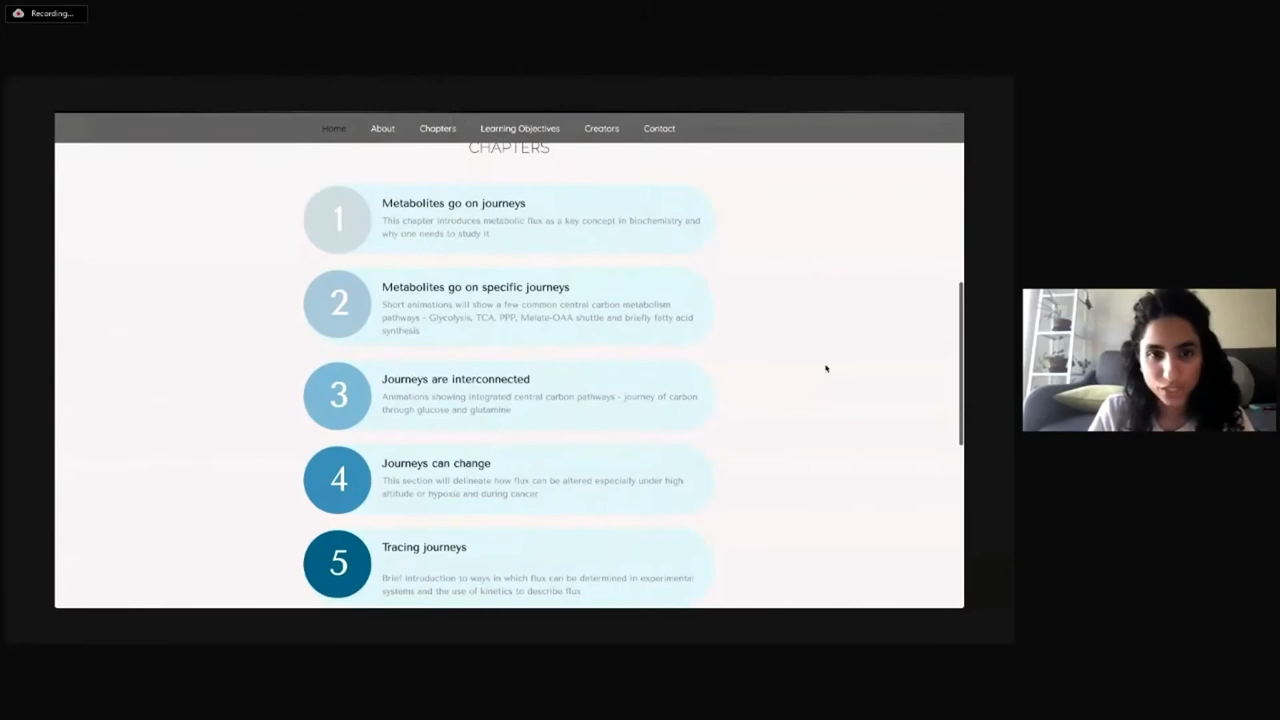 Recording...
Home About Chapters Learning Objectives Creators Contact
CHAPTERS
1
Metabolites go on journeys
This chapter introduces metabolic flux as a key concept in biochemistry and
why one needs to study it
2
Metabolites go on specific journeys
Short animations will show a few common central carbon metabolism
pathways - Glycolysis, TCA, PPP, Malate-OAA shuttle and briefly fatty acid
synthesis
3
Journeys are interconnected
Animations showing integrated central carbon pathways - journey of carbon
through glucose and glutamine
4
Journeys can change
This section will delineate how flux can be altered especially under high
altitude or hypoxia and during cancer
5
Tracing journeys
Brief introduction to ways in which flux can be determined in experimental
systems and the use of kinetics to describe flux